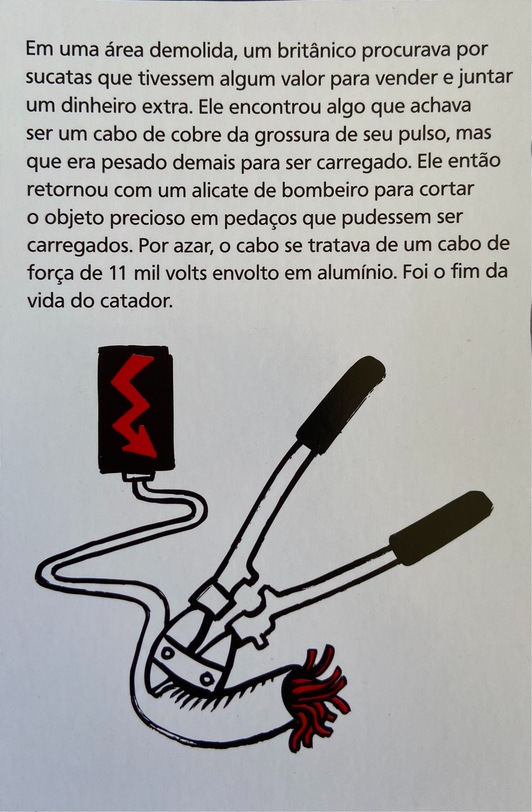 Em uma área demolida, um britânico procurava por
sucatas que tivessem algum valor para vender e juntar
um dinheiro extra. Ele encontrou algo que achava
ser um cabo de cobre da grossura de seu pulso, mas
que era pesado demais para ser carregado. Ele então
retornou com um alicate de bombeiro para cortar
o objeto precioso em pedaços que pudessem ser
carregados. Por azar, o cabo se tratava de um cabo de
força de 11 mil volts envolto em alumínio. Foi o fim da
vida do catador.